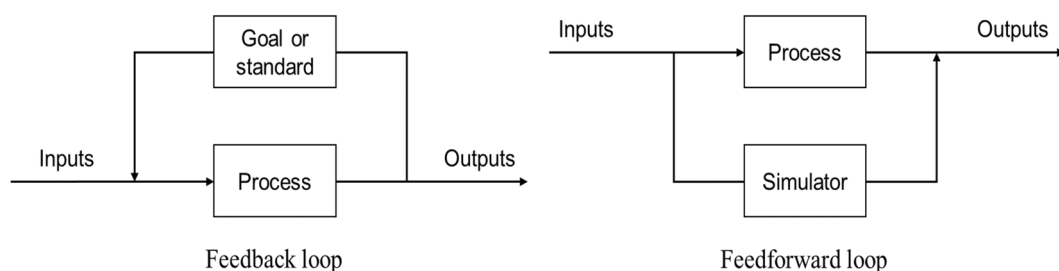 Goal or
standard
Inputs
Process
Outputs
Feedback loop
Inputs
Process
Outputs
Simulator
Feedforward loop